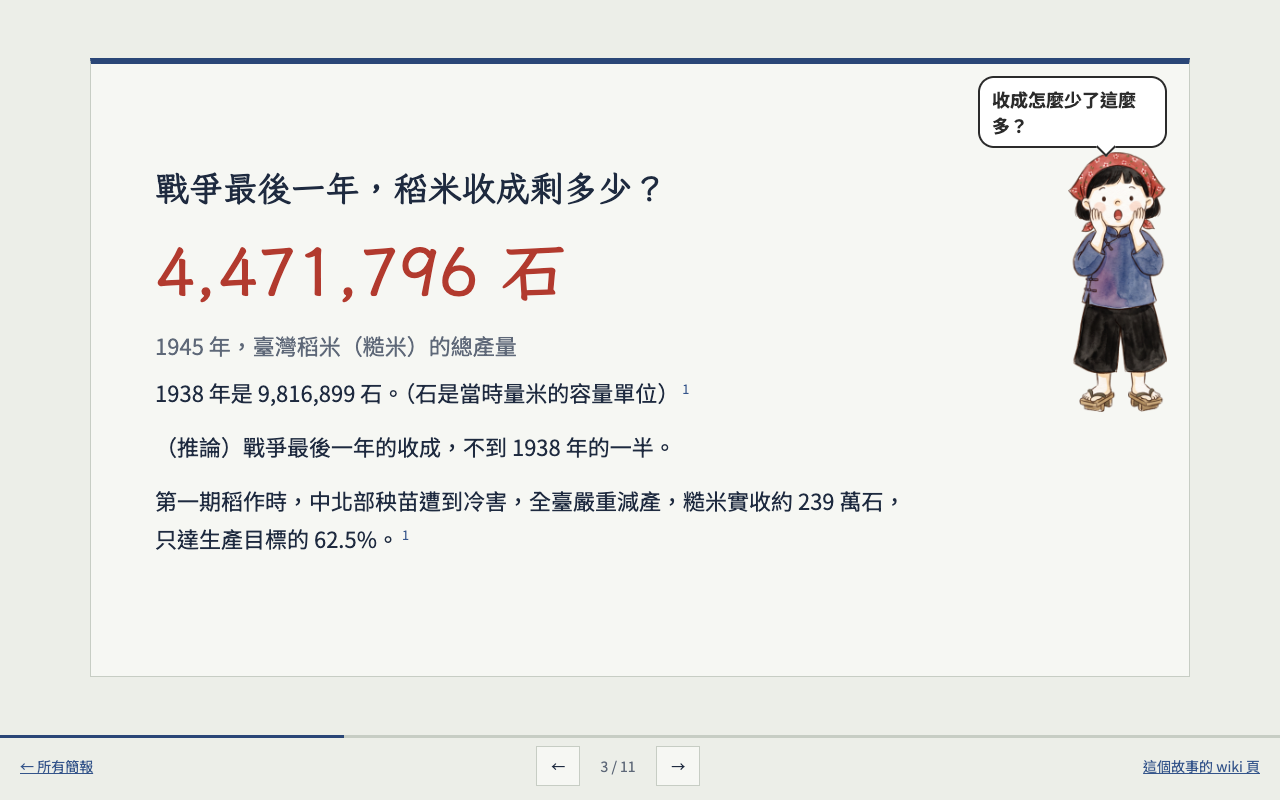 收成怎麼少了這麼
多？
戰爭最後一年，稻米收成剩多少？
4,471,796 石
1945 年，臺灣稻米（糙米）的總產量
1938 年是 9,816,899 石。（石是當時量米的容量單位） 1
（推論）戰爭最後一年的收成，不到 1938 年的一半。
第一期稻作時，中北部秧苗遭到冷害，全臺嚴重減產，糙米實收約 239 萬石，
只達生產目標的 62.5%。 1
← 所有簡報
←
3 / 11
→
這個故事的 wiki 頁